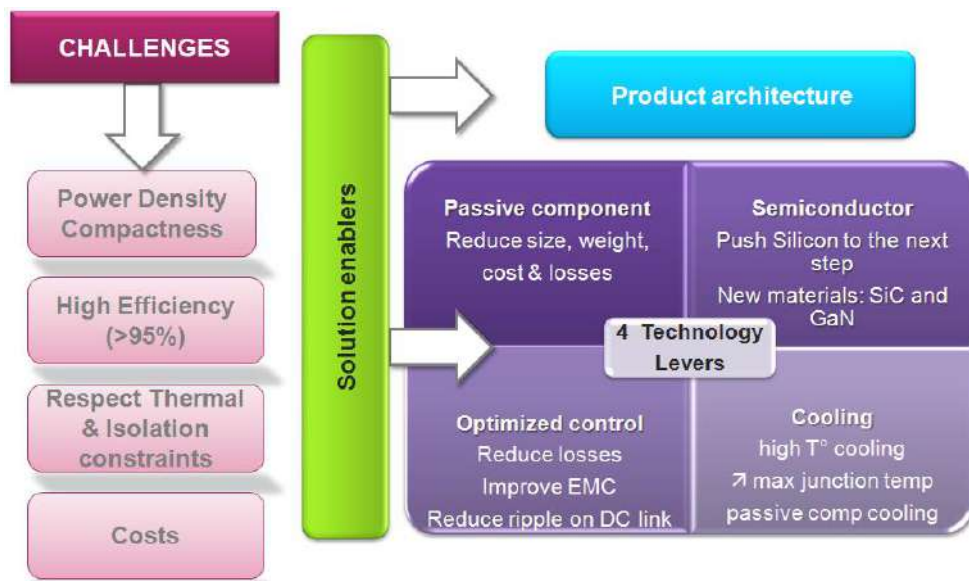 CHALLENGES
Power Density
Compactness
High Efficiency
(>95%)
Respect Thermal
& Isolation
constraints
Costs
Solution enablers
Product architecture
Passive component
Reduce size, weight,
cost & losses
Semiconductor
Push Silicon to the next
step
New materials: SiC and
GaN
4 Technology
Levers
Optimized control
Reduce losses
Improve EMC
Reduce ripple on DC link
Cooling
high T° cooling
↗ max junction temp
passive comp cooling